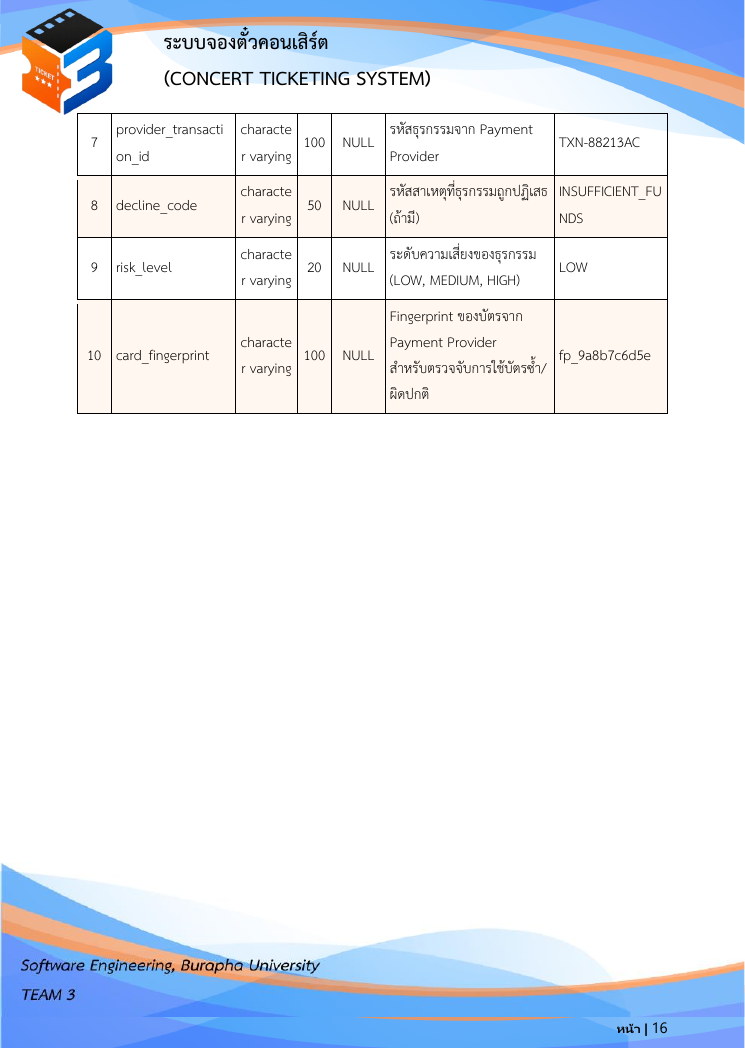 TICKET
ระบบจองตั๋วคอนเสิร์ต
(CONCERT TICKETING SYSTEM)
7
provider_transacti
on_id
characte
r varying
100
NULL
รหัสธุรกรรมจาก Payment
Provider
TXN-88213AC
8
decline_code
characte
r varying
50
NULL
รหัสสาเหตุที่ธุรกรรมถูกปฏิเสธ
(ถ้ามี)
INSUFFICIENT_FU
NDS
9
risk_level
characte
r varying
20
NULL
ระดับความเสี่ยงของธุรกรรม
(LOW, MEDIUM, HIGH)
LOW
10
card_fingerprint
characte
r varying
100
NULL
Fingerprint ของบัตรจาก
Payment Provider
สำหรับตรวจจับการใช้บัตรซ้ำ/
ผิดปกติ
fp_9a8b7c6d5e
Software Engineering, Burapha University
TEAM 3
หน้า | 16